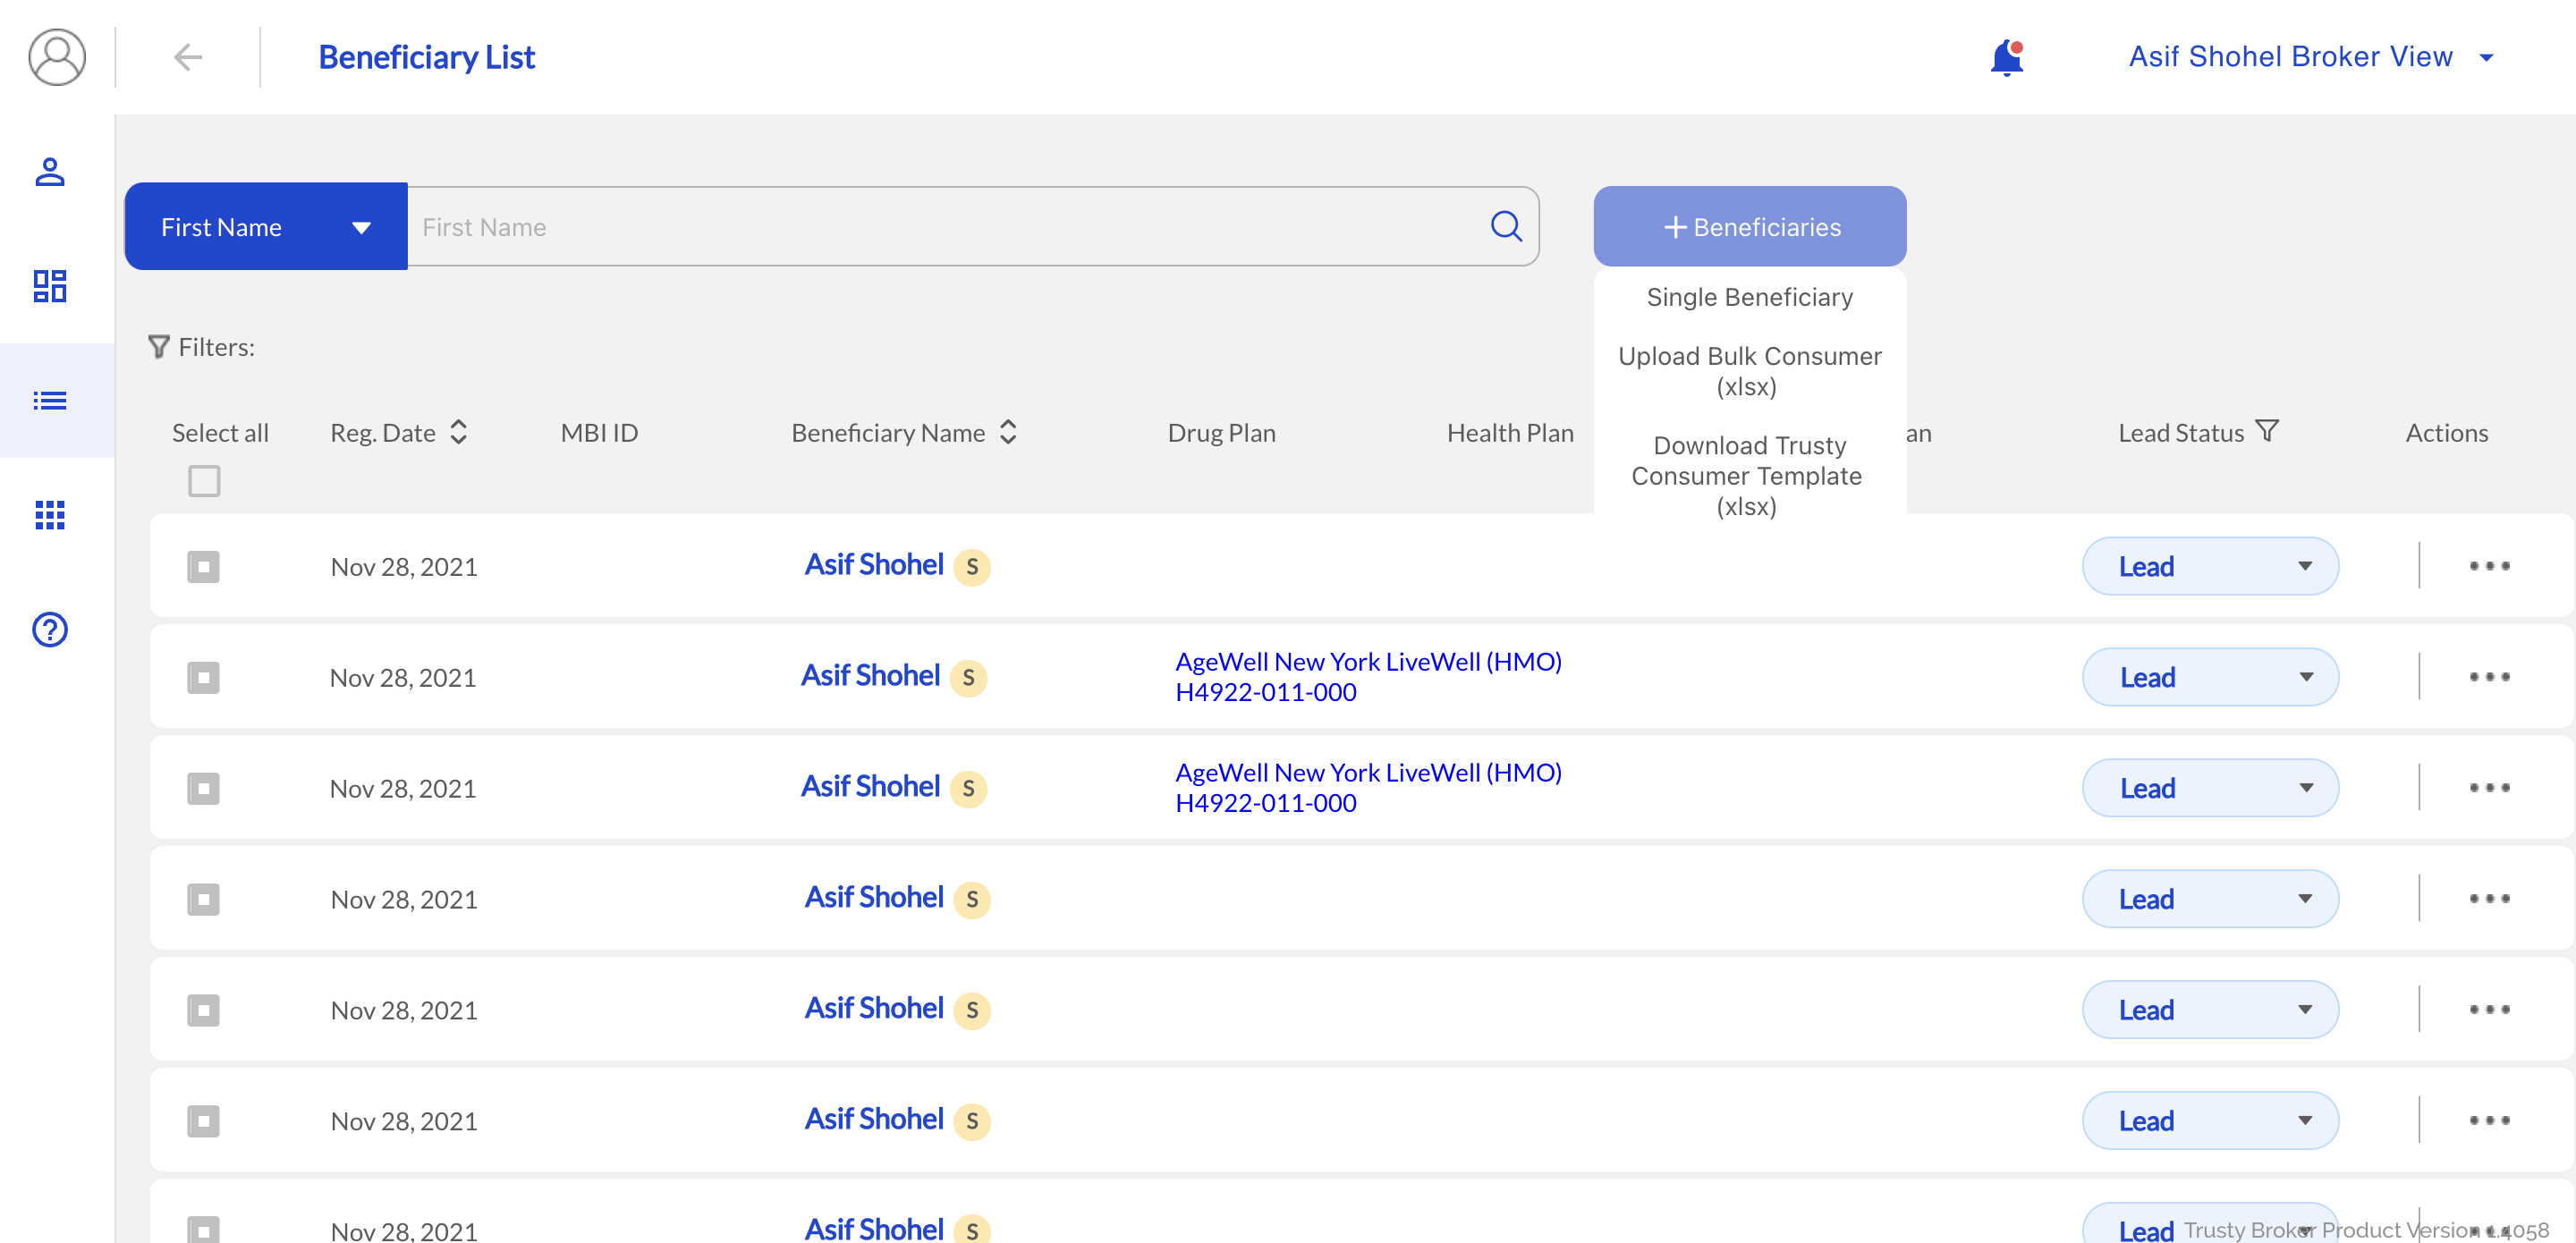 Beneficiary List
Asif Shohel Broker View
First Name
First Name
Beneficiaries
Single Beneficiary
Upload Bulk Consumer
(xlsx)
Download Trusty
Consumer Template
(xlsx)
Filters:
Select all Reg. Date MBI ID Beneficiary Name Drug Plan Health Plan an Lead Status Actions
Nov 28, 2021 Asif Shohel S Lead
Nov 28, 2021 Asif Shohel S AgeWell New York LiveWell (HMO)
H4922-011-000 Lead
Nov 28, 2021 Asif Shohel S AgeWell New York LiveWell (HMO)
H4922-011-000 Lead
Nov 28, 2021 Asif Shohel S Lead
Nov 28, 2021 Asif Shohel S Lead
Nov 28, 2021 Asif Shohel S Lead
Nov 28, 2021 Asif Shohel S Lead
Trusty Broker Product Version 1.4058